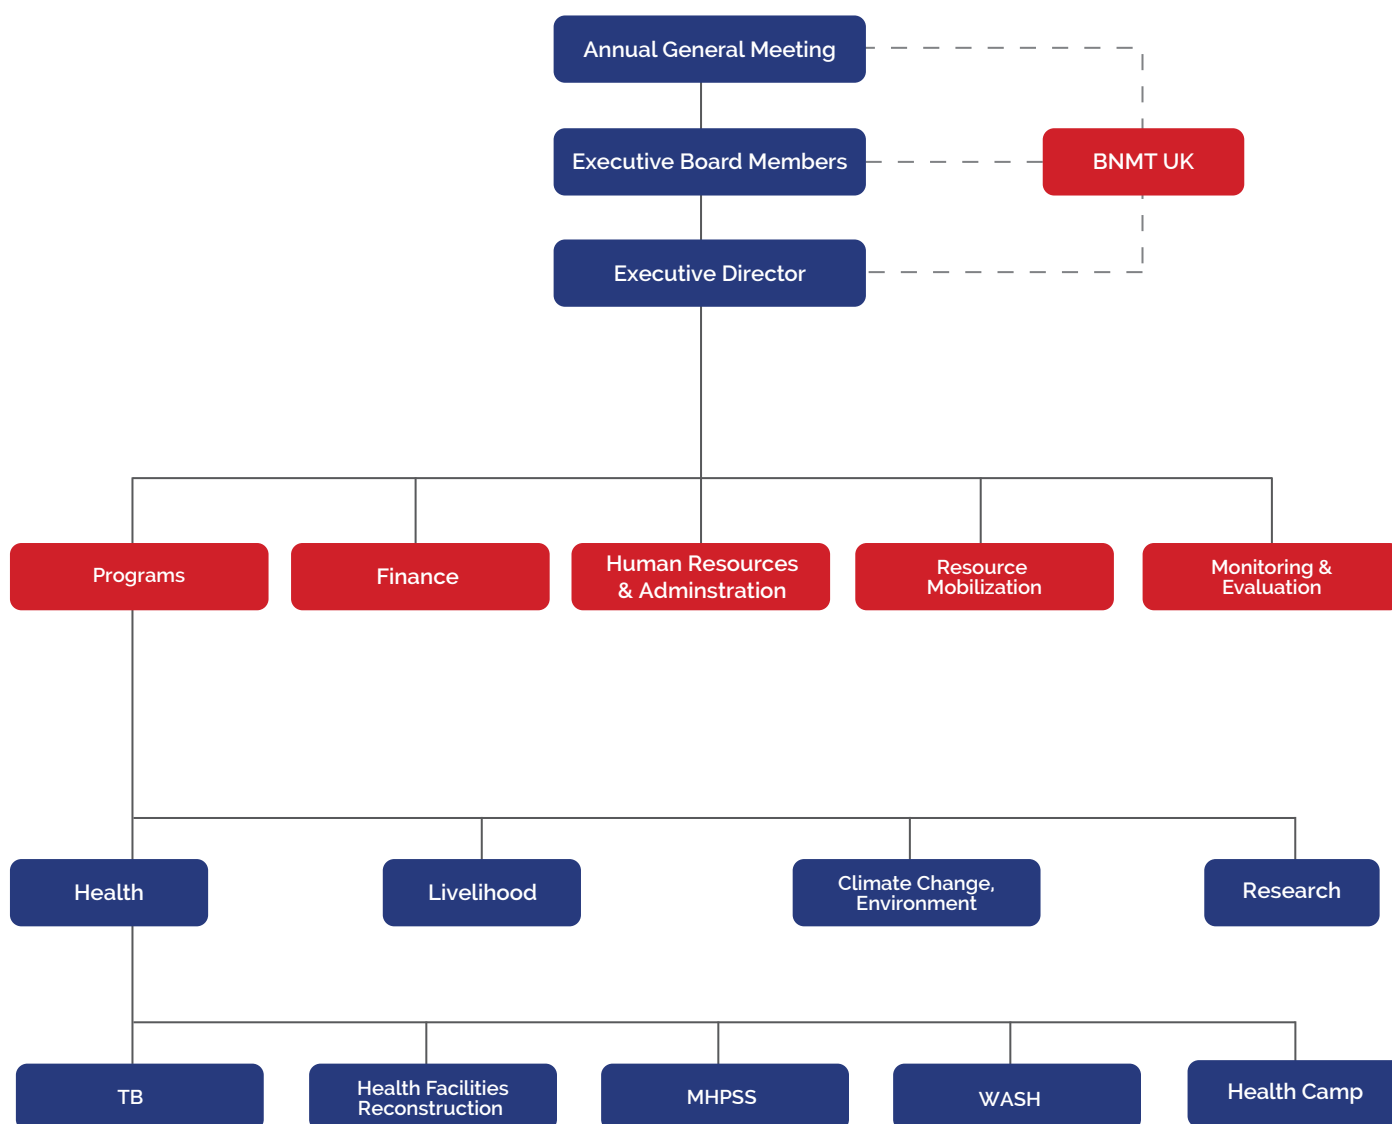 Annual General Meeting
Executive Board Members
BNMT UK
Executive Director
Programs
Finance
Human Resources
& Adminstration
Resource
Mobilization
Monitoring &
Evaluation
Health
Livelihood
Climate Change,
Environment
Research
TB
Health Facilities
Reconstruction
MHPSS
WASH
Health Camp